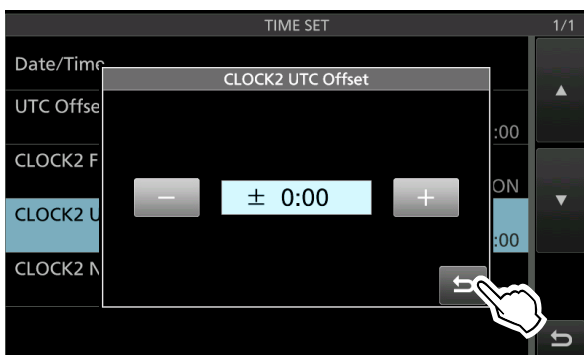 TIME SET 1/1
Date/Time
CLOCK2 UTC Offset
UTC Offse
:00
CLOCK2 F
ON
− ± 0:00 +
CLOCK2 U
:00
CLOCK2 N